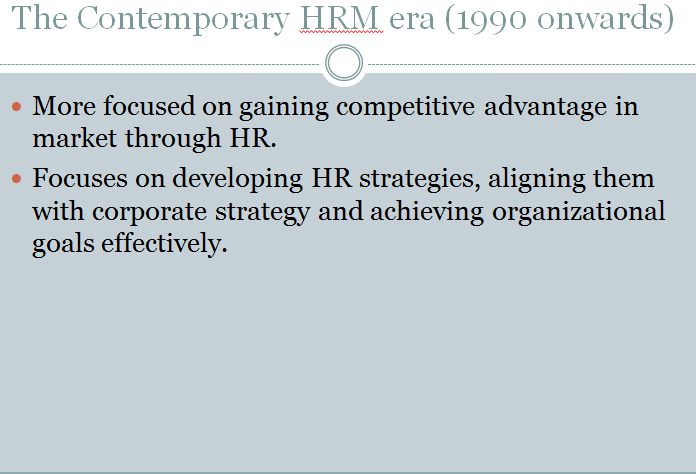 The Contemporary HRM era (1990 onwards)
• More focused on gaining competitive advantage in
market through HR.
• Focuses on developing HR strategies, aligning them
with corporate strategy and achieving organizational
goals effectively.